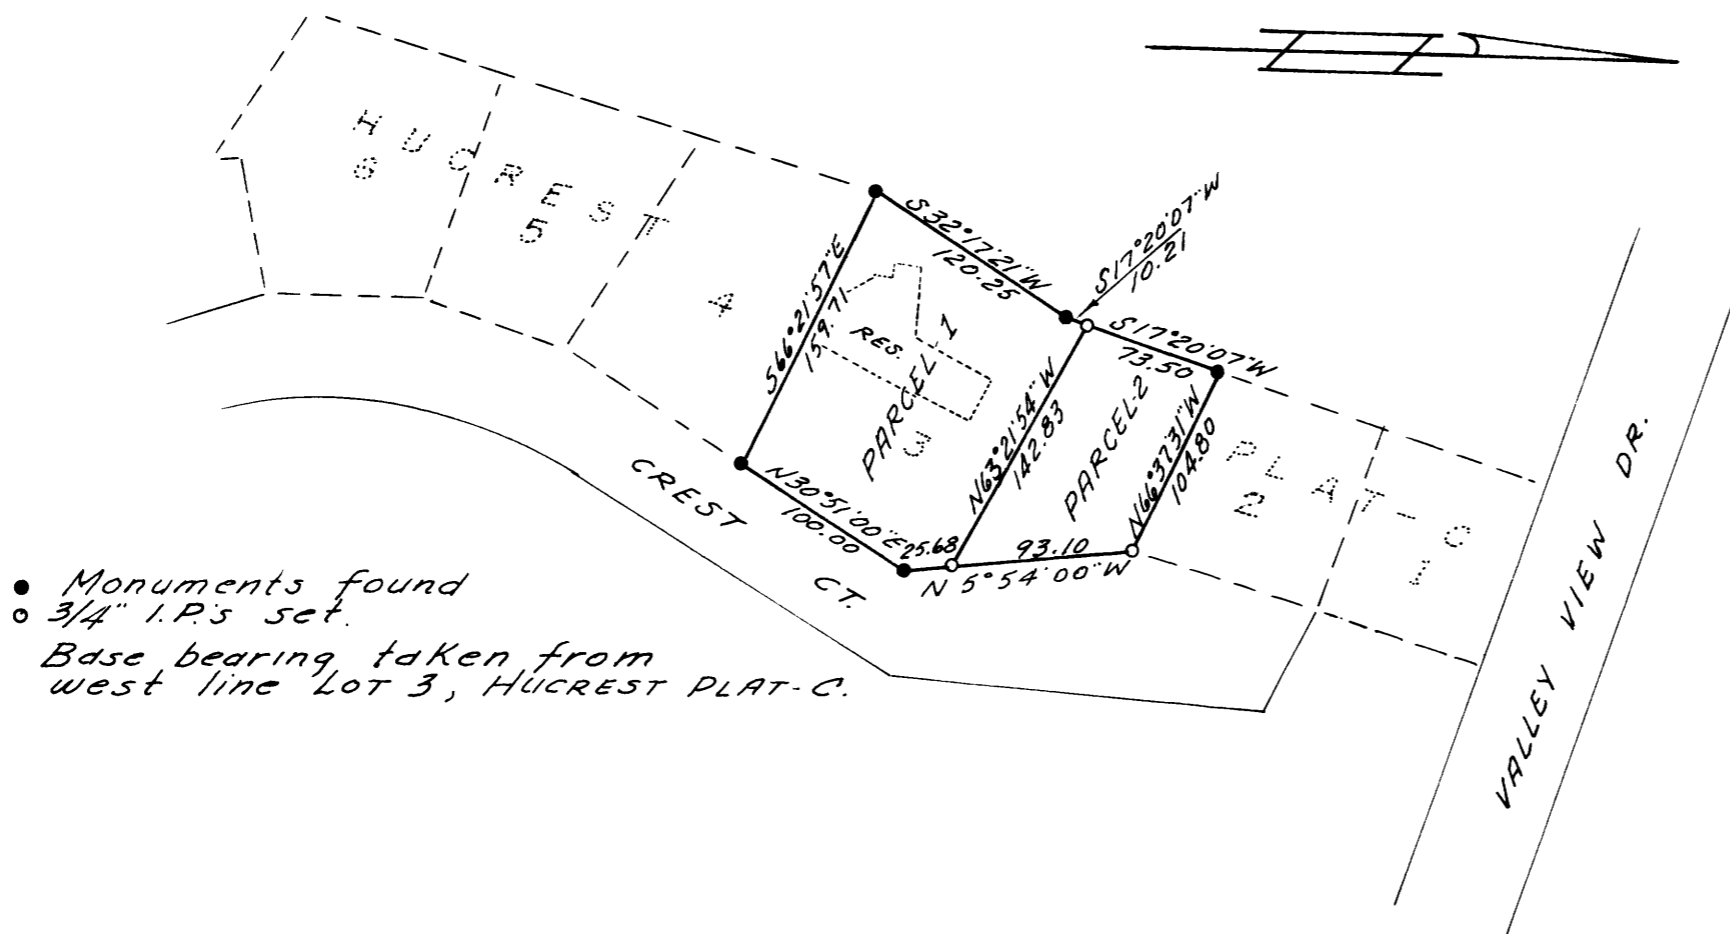 HUCREST
6
5
4
S32°17'21"W
120.25
S17°20'07"W
10.21
S17°20'07"W
73.50
S66°21'57"E
159.71
RES.
PARCEL-1
3
N63°21'54"W
142.83
PARCEL-2
N66°37'31"W
104.80
PLAT-C
2
1
N30°51'00"E
100.00
25.68
93.10
N 5°54'00"W
CREST
CT.
VALLEY VIEW DR.
Monuments found
3/4" I.P.'s set.
Base bearing taken from
west line LOT 3, HUCREST PLAT-C.